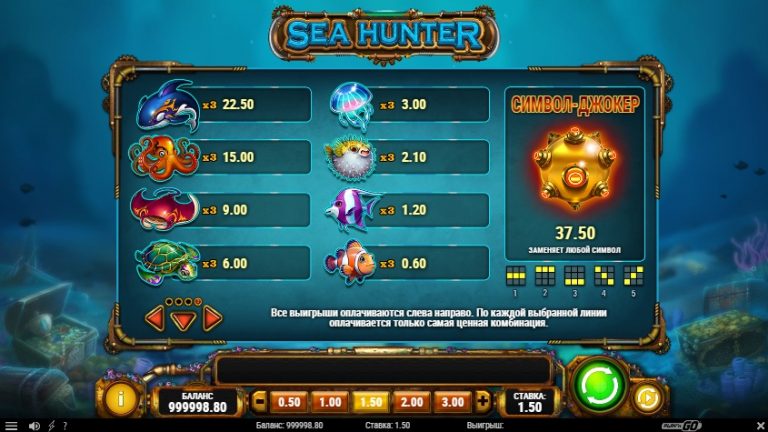 SEA HUNTER
x3 22.50
x3 3.00
x3 15.00
x3 2.10
x3 9.00
x3 1.20
x3 6.00
x3 0.60
СИМВОЛ-ДЖОКЕР
37.50
ЗАМЕНЯЕТ ЛЮБОЙ СИМВОЛ
1 2 3 4 5
Все выигрыши оплачиваются слева направо. По каждой выбранной линии
оплачивается только самая ценная комбинация.
i
БАЛАНС
999998.80
- 0.50 1.00 1.50 2.00 3.00 +
СТАВКА:
1.50
? Баланс: 999998.80 Ставка: 1.50 Выигрыш: PLAY'N GO